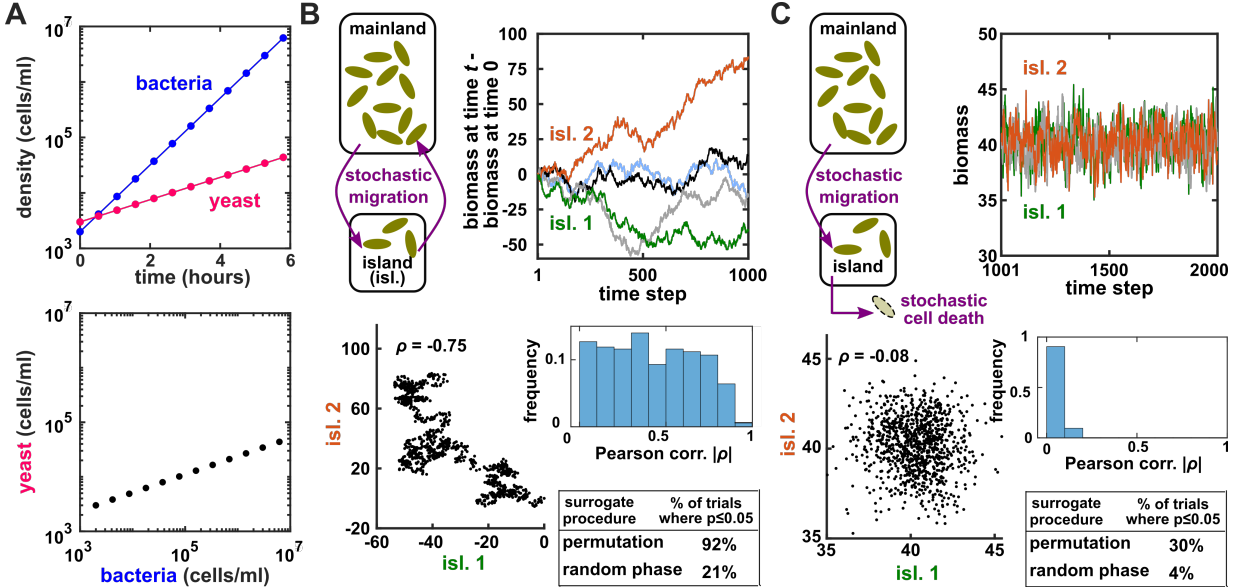 A
density (cells/ml)
10^7
10^5
10^3
bacteria
yeast
0
2
4
6
time (hours)
yeast (cells/ml)
10^7
10^5
10^3
10^3
10^5
10^7
bacteria (cells/ml)
B
mainland
stochastic
migration
island
(isl.)
biomass at time t -
biomass at time 0
100
75
50
25
0
-25
-50
isl. 2
isl. 1
1
500
1000
time step
ρ = -0.75
isl. 2
100
60
20
-20
-60
-40
-20
0
isl. 1
frequency
0.1
0
0.5
1
Pearson corr. |ρ|
surrogate % of trials
procedure where p≤0.05
permutation 92%
random phase 21%
C
mainland
stochastic
migration
island
stochastic
cell death
biomass
50
45
40
35
30
isl. 2
isl. 1
1001
1500
2000
time step
ρ = -0.08
isl. 2
45
40
35
35
40
45
isl. 1
frequency
1
0.5
0
0
0.5
1
Pearson corr. |ρ|
surrogate % of trials
procedure where p≤0.05
permutation 30%
random phase 4%